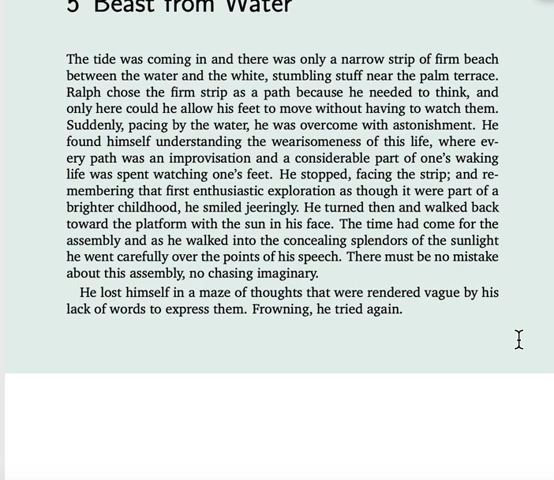 5 Beast from Water
The tide was coming in and there was only a narrow strip of firm beach
between the water and the white, stumbling stuff near the palm terrace.
Ralph chose the firm strip as a path because he needed to think, and
only here could he allow his feet to move without having to watch them.
Suddenly, pacing by the water, he was overcome with astonishment. He
found himself understanding the wearisomeness of this life, where ev-
ery path was an improvisation and a considerable part of one's waking
life was spent watching one's feet. He stopped, facing the strip; and re-
membering that first enthusiastic exploration as though it were part of a
brighter childhood, he smiled jeeringly. He turned then and walked back
toward the platform with the sun in his face. The time had come for the
assembly and as he walked into the concealing splendors of the sunlight
he went carefully over the points of his speech. There must be no mistake
about this assembly, no chasing imaginary.
He lost himself in a maze of thoughts that were rendered vague by his
lack of words to express them. Frowning, he tried again.